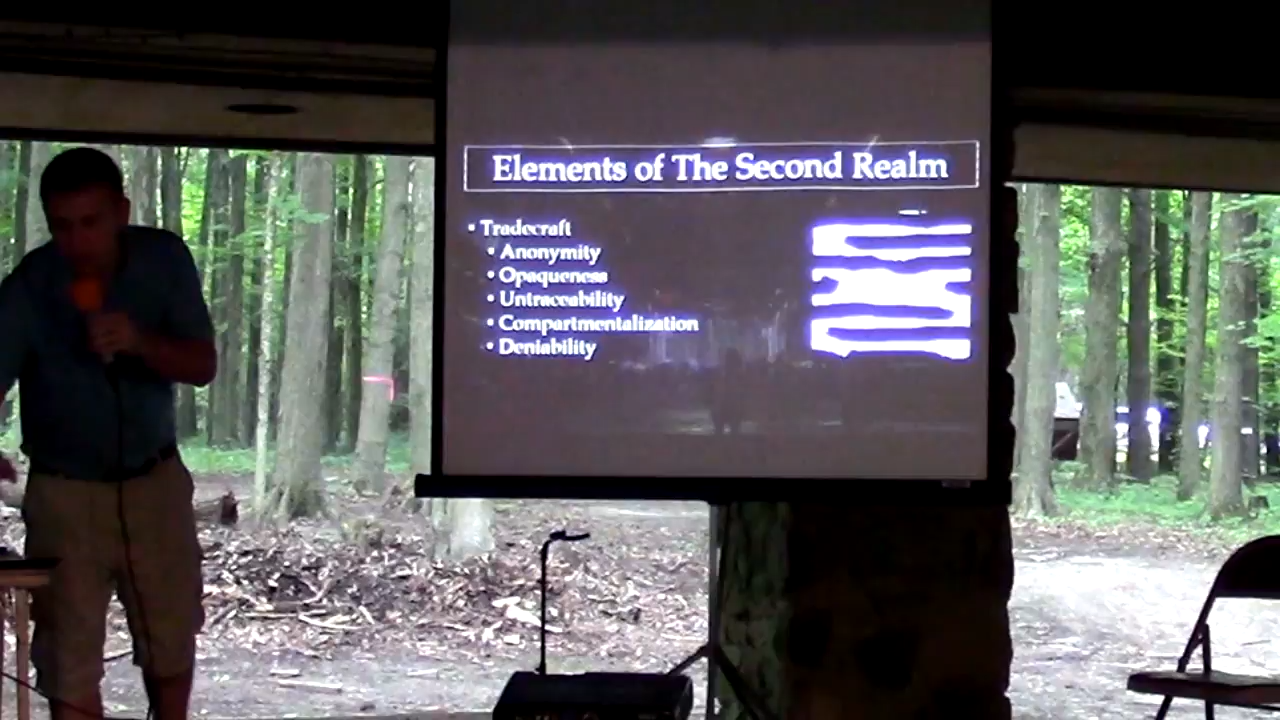 Elements of The Second Realm
• Tradecraft
• Anonymity
• Opaqueness
• Untraceability
• Compartmentalization
• Deniability